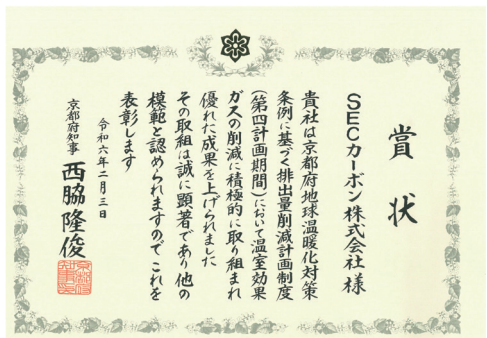 賞状
SECカーボン株式会社様
貴社は京都府地球温暖化対策
条例に基づく排出量削減計画制度
(第四計画期間)において温室効果
ガスの削減に積極的に取り組まれ
優れた成果を上げられました
その取組は誠に顕著であり他の
模範と認められますのでこれを
表彰します
令和六年二月三日
京都府知事 西脇隆俊